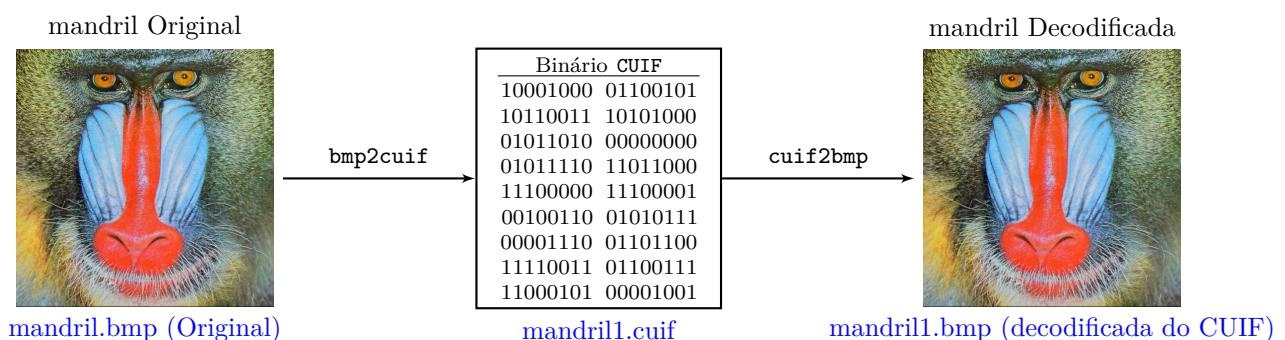 mandril Original
mandril Decodificada
Binário CUIF
10001000 01100101
10110011 10101000
01011010 00000000
01011110 11011000
11100000 11100001
00100110 01010111
00001110 01101100
11110011 01100111
11000101 00001001
bmp2cuif
cuif2bmp
mandril.bmp (Original)
mandril1.cuif
mandril1.bmp (decodificada do CUIF)